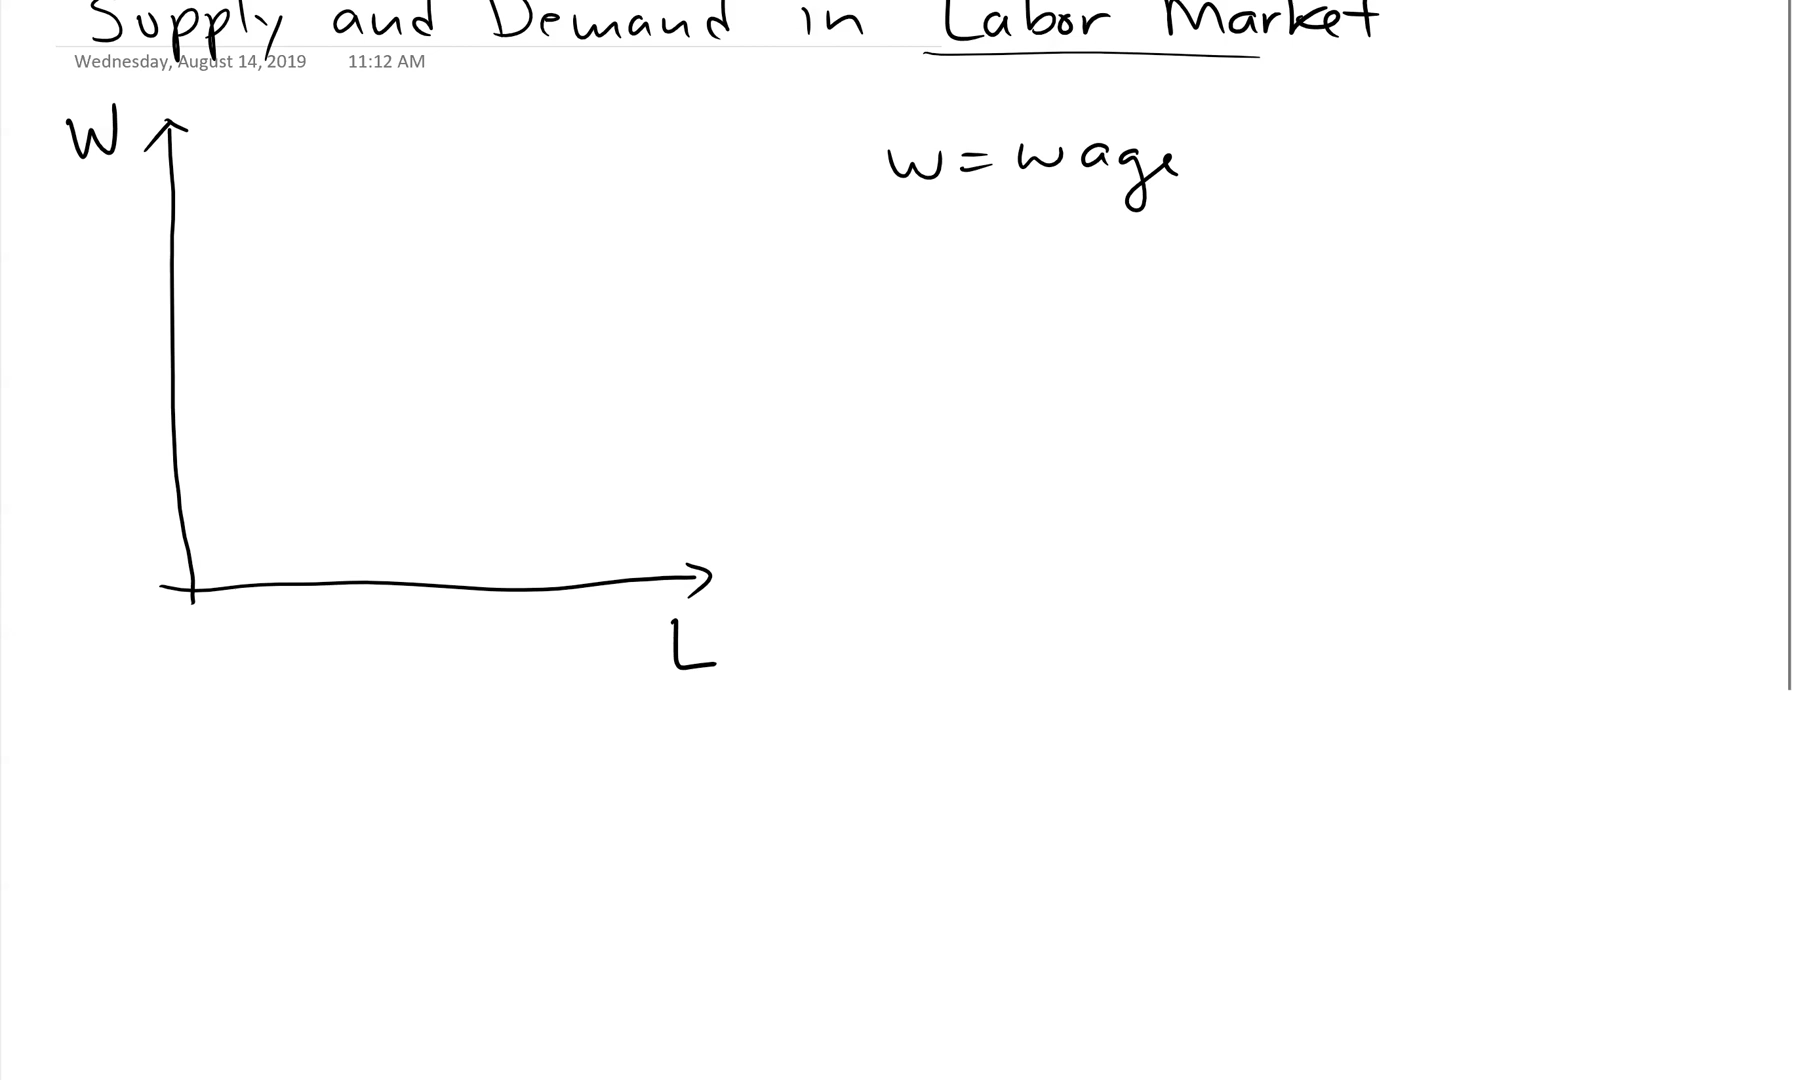 Supply and Demand in Labor Market
Wednesday, August 14, 2019 11:12 AM
W
w = wage
L